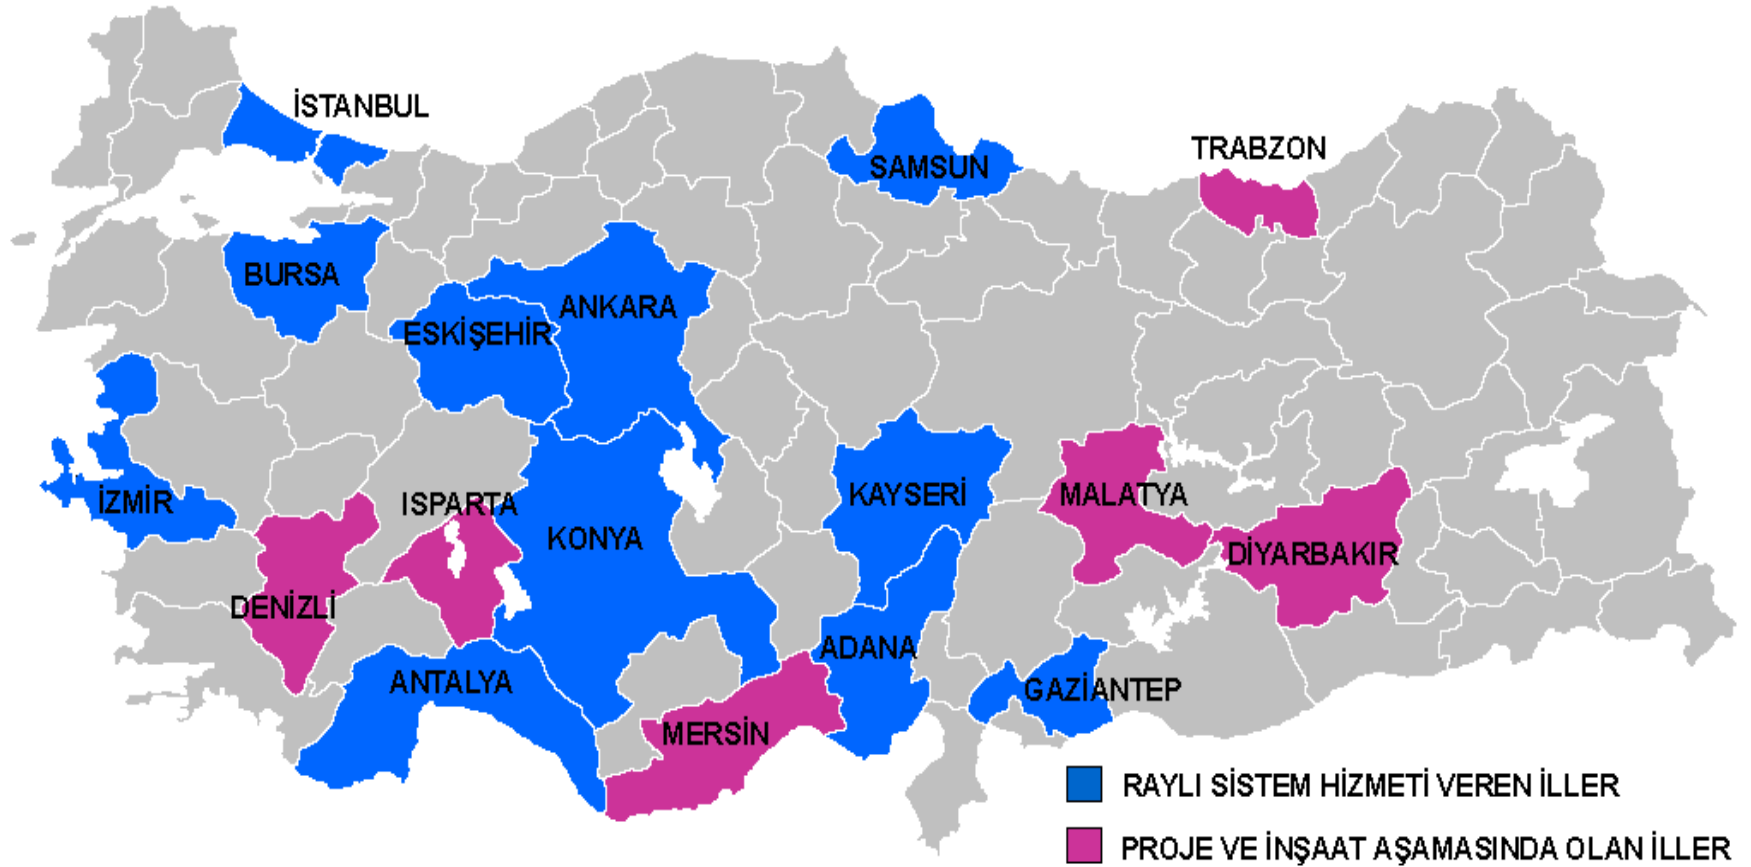 İSTANBUL
TRABZON
SAMSUN
BURSA
ANKARA
ESKİŞEHİR
İZMİR
ISPARTA
KAYSERİ
MALATYA
KONYA
DİYARBAKIR
DENİZLİ
ADANA
ANTALYA
GAZİANTEP
MERSİN
RAYLI SİSTEM HİZMETİ VEREN İLLER
PROJE VE İNŞAAT AŞAMASINDA OLAN İLLER